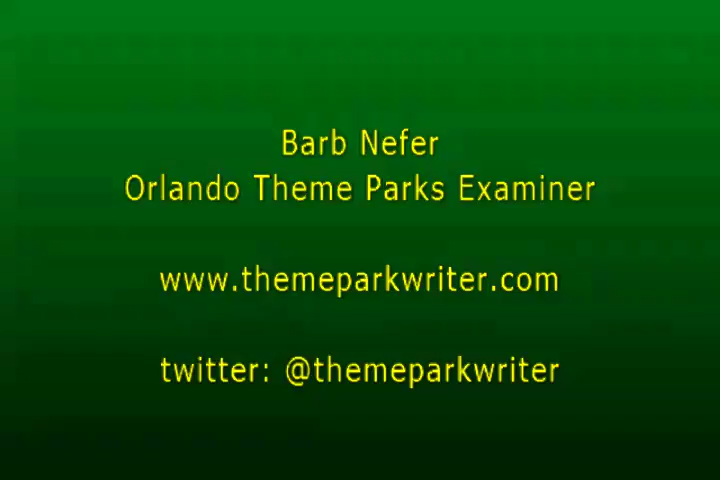 Barb Nefer
Orlando Theme Parks Examiner
www.themeparkwriter.com
twitter: @themeparkwriter